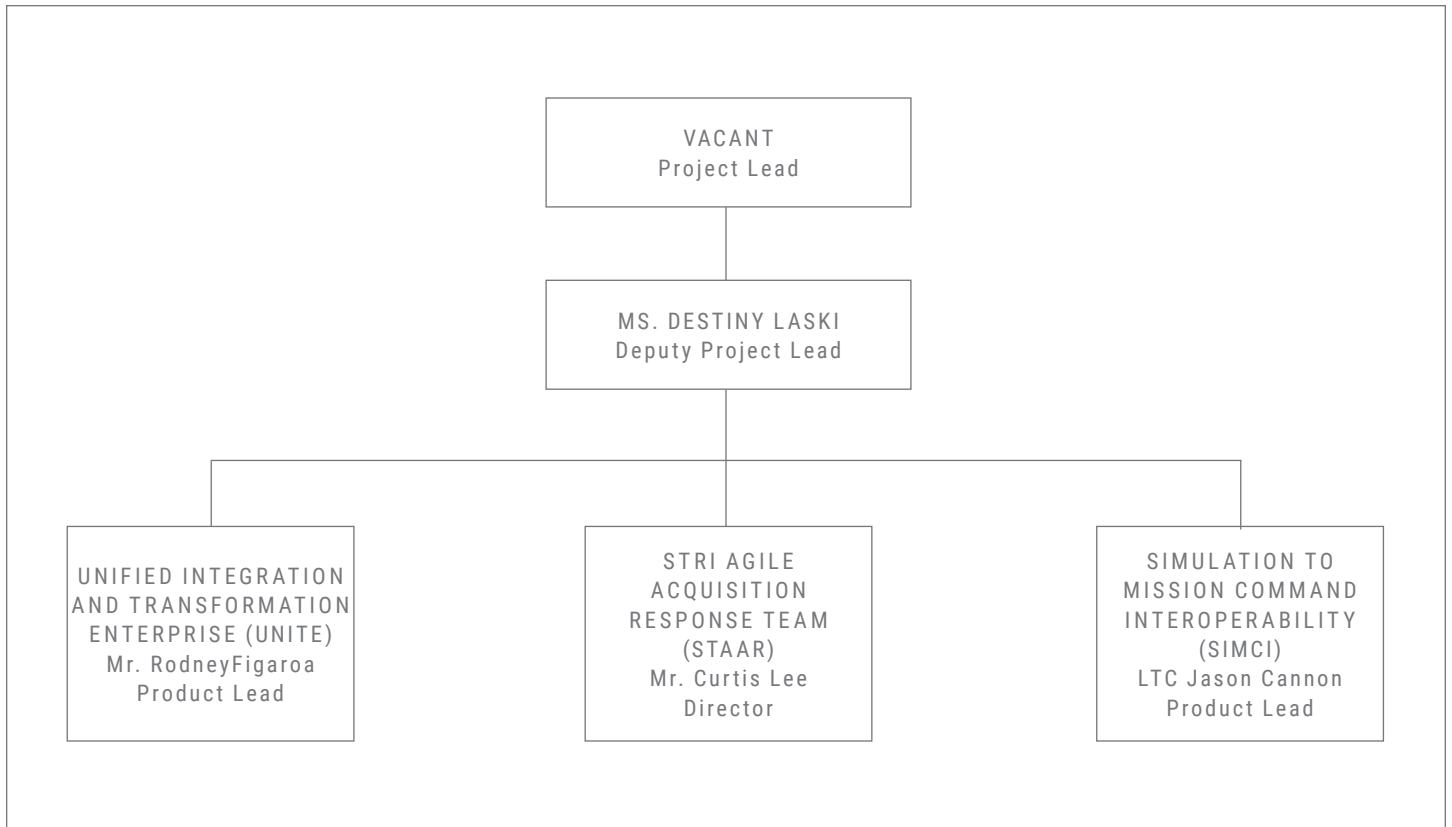 VACANT
Project Lead
MS. DESTINY LASKI
Deputy Project Lead
UNIFIED INTEGRATION
AND TRANSFORMATION
ENTERPRISE (UNITE)
Mr. RodneyFigaroa
Product Lead
STRI AGILE
ACQUISITION
RESPONSE TEAM
(STAAR)
Mr. Curtis Lee
Director
SIMULATION TO
MISSION COMMAND
INTEROPERABILITY
(SIMCI)
LTC Jason Cannon
Product Lead